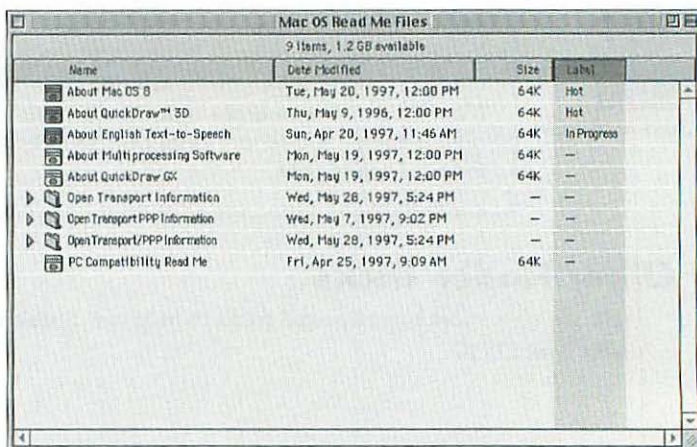 Mac OS Read Me Files
9 items, 1.2 GB available
Name Date Modified Size Label
About Mac OS 8 Tue, May 20, 1997, 12:00 PM 64K Hot
About QuickDraw™ 3D Thu, May 9, 1996, 12:00 PM 64K Hot
About English Text-to-Speech Sun, Apr 20, 1997, 11:46 AM 64K In Progress
About Multiprocessing Software Mon, May 19, 1997, 12:00 PM 64K —
About QuickDraw GX Mon, May 19, 1997, 12:00 PM 64K —
Open Transport Information Wed, May 28, 1997, 5:24 PM — —
Open Transport PPP Information Wed, May 7, 1997, 9:02 PM — —
Open Transport/PPP Information Wed, May 28, 1997, 5:24 PM — —
PC Compatibility Read Me Fri, Apr 25, 1997, 9:09 AM 64K —